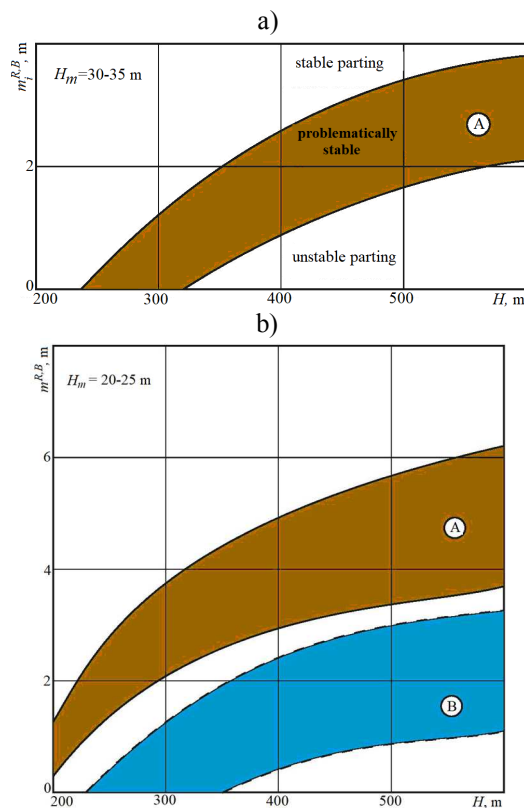 a)
m_i^{R,B}, m
H_m=30-35 m
stable parting
A
problematically
stable
2
unstable parting
0
200 300 400 500 H, m
b)
m^{R,B}, m
H_m = 20-25 m
6
A
4
2
B
0
200 300 400 500 H, m